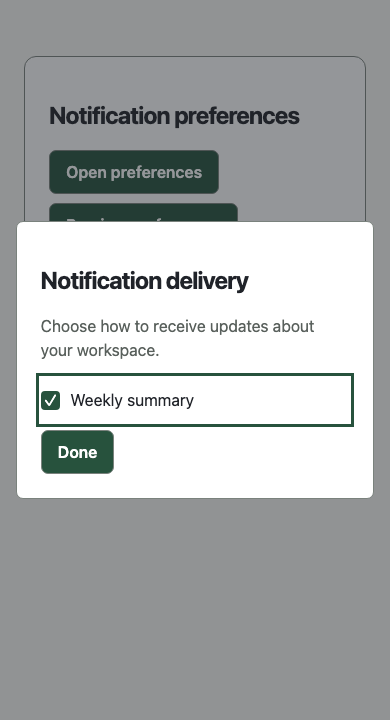 Notification preferences
Open preferences
Notification delivery
Choose how to receive updates about
your workspace.
Weekly summary
Done